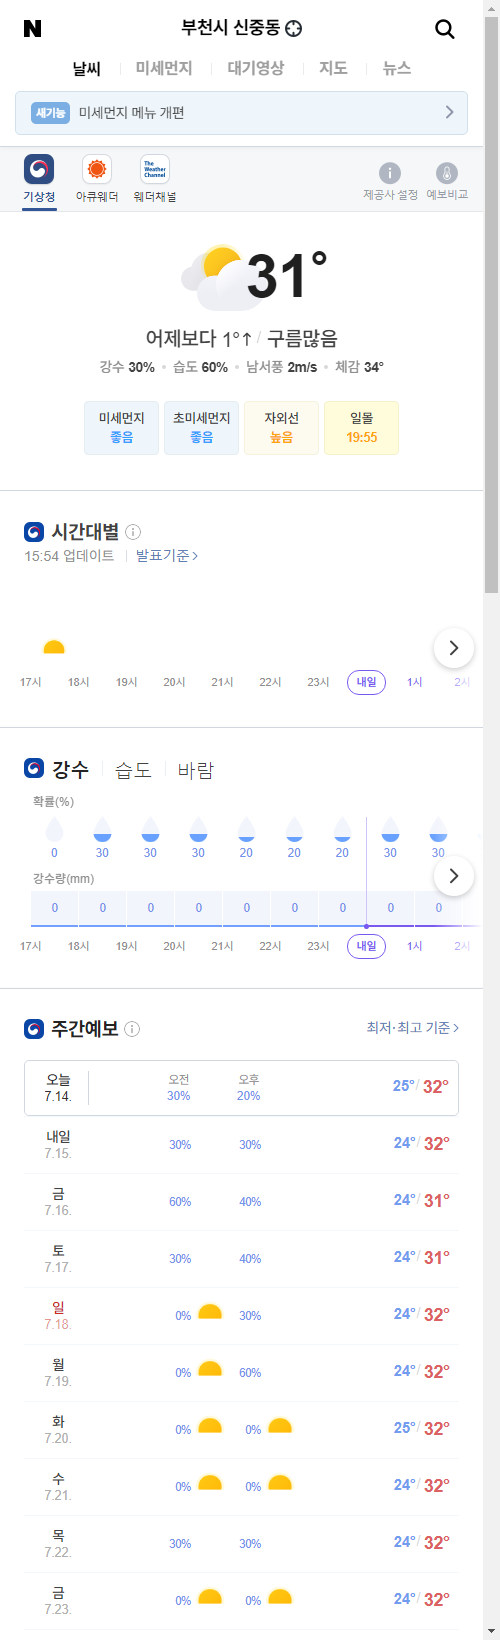 N 부천시 신중동
날씨 미세먼지 대기영상 지도 뉴스
새기능 미세먼지 메뉴 개편
The Weather Channel
기상청 아큐웨더 웨더채널 제공사 설정 예보비교
31°
어제보다 1°↑ / 구름많음
강수 30% • 습도 60% • 남서풍 2m/s • 체감 34°
미세먼지 초미세먼지 자외선 일몰
좋음 좋음 높음 19:55
시간대별
15:54 업데이트 발표기준 >
17시 18시 19시 20시 21시 22시 23시 내일 1시 2시
강수 습도 바람
확률(%)
0 30 30 30 20 20 20 30 30
강수량(mm)
0 0 0 0 0 0 0 0 0
17시 18시 19시 20시 21시 22시 23시 내일 1시 2시
주간예보 최저·최고 기준 >
오늘 오전 오후
7.14. 30% 20% 25° / 32°
내일
7.15. 30% 30% 24° / 32°
금
7.16. 60% 40% 24° / 31°
토
7.17. 30% 40% 24° / 31°
일
7.18. 0% 30% 24° / 32°
월
7.19. 0% 60% 24° / 32°
화
7.20. 0% 0% 25° / 32°
수
7.21. 0% 0% 24° / 32°
목
7.22. 30% 30% 24° / 32°
금
7.23. 0% 0% 24° / 32°